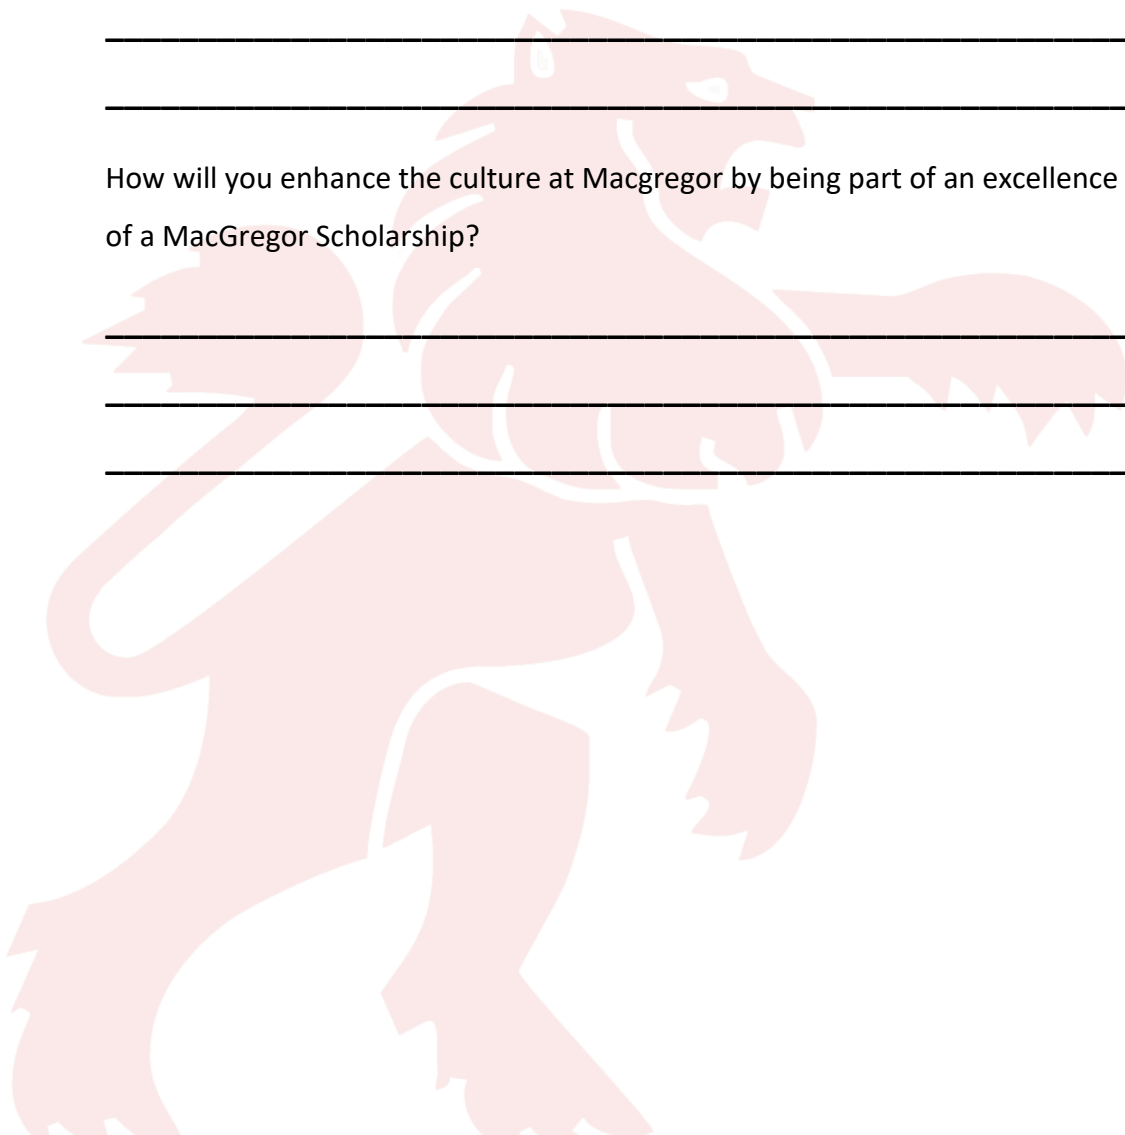 How will you enhance the culture at Macgregor by being part of an excellence
of a MacGregor Scholarship?